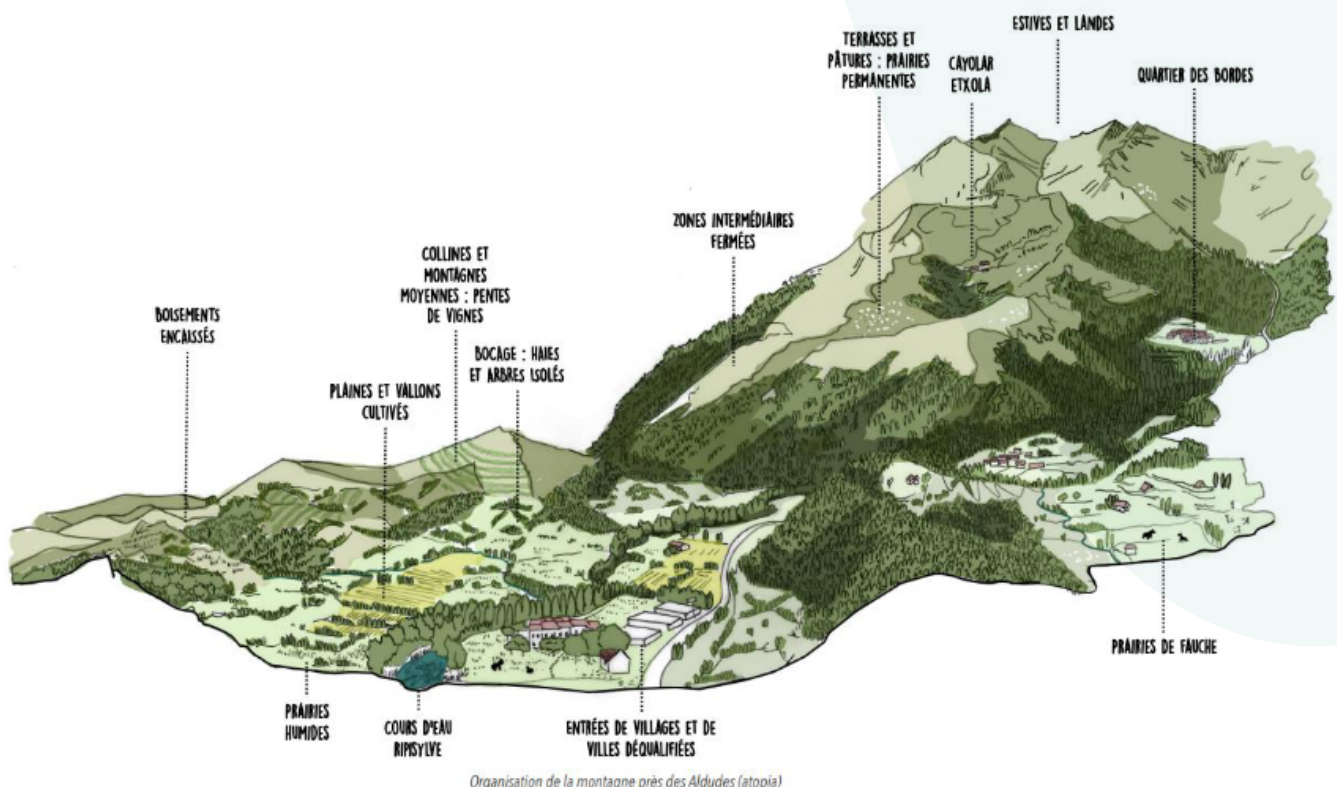 ESTIVES ET LANDES
TERRASSES ET
PÂTURES : PRAIRIES
PERMANENTES
CAYOLAR
ETXOLA
QUARTIER DES BORDES
ZONES INTERMÉDIAIRES
FERMÉES
COLLINES ET
MONTAGNES
MOYENNES : PENTES
DE VIGNES
BOISEMENTS
ENCAISSÉS
BOCAGE : HAIES
ET ARBRES ISOLÉS
PLAINES ET VALLONS
CULTIVÉS
PRAIRIES DE FAUCHE
PRAIRIES
HUMIDES
COURS D'EAU
RIPISYLVE
ENTRÉES DE VILLAGES ET DE
VILLES DÉQUALIFIÉES
Organisation de la montagne près des Aldudes (atopia)